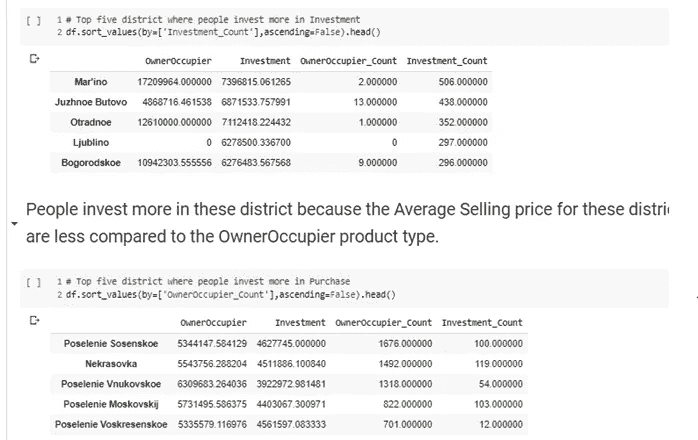 [ ] 1 # Top five district where people invest more in Investment
2 df.sort_values(by=['Investment_Count'],ascending=False).head()
OwnerOccupier Investment OwnerOccupier_Count Investment_Count
Mar'ino 17209964.000000 7396815.061265 2.000000 506.000000
Juzhnoe Butovo 4868716.461538 6871533.757991 13.000000 438.000000
Otradnoe 12610000.000000 7112418.224432 1.000000 352.000000
Ljublino 0 6278500.336700 0 297.000000
Bogorodskoe 10942303.555556 6276483.567568 9.000000 296.000000
People invest more in these district because the Average Selling price for these distri
are less compared to the OwnerOccupier product type.
[ ] 1 # Top five district where people invest more in Purchase
2 df.sort_values(by=['OwnerOccupier_Count'],ascending=False).head()
OwnerOccupier Investment OwnerOccupier_Count Investment_Count
Poselenie Sosenskoe 5344147.584129 4627745.000000 1676.000000 100.000000
Nekrasovka 5543756.288204 4511886.100840 1492.000000 119.000000
Poselenie Vnukovskoe 6309683.264036 3922972.981481 1318.000000 54.000000
Poselenie Moskovskij 5731495.586375 4403067.300971 822.000000 103.000000
Poselenie Voskresenskoe 5335579.116976 4561597.083333 701.000000 12.000000